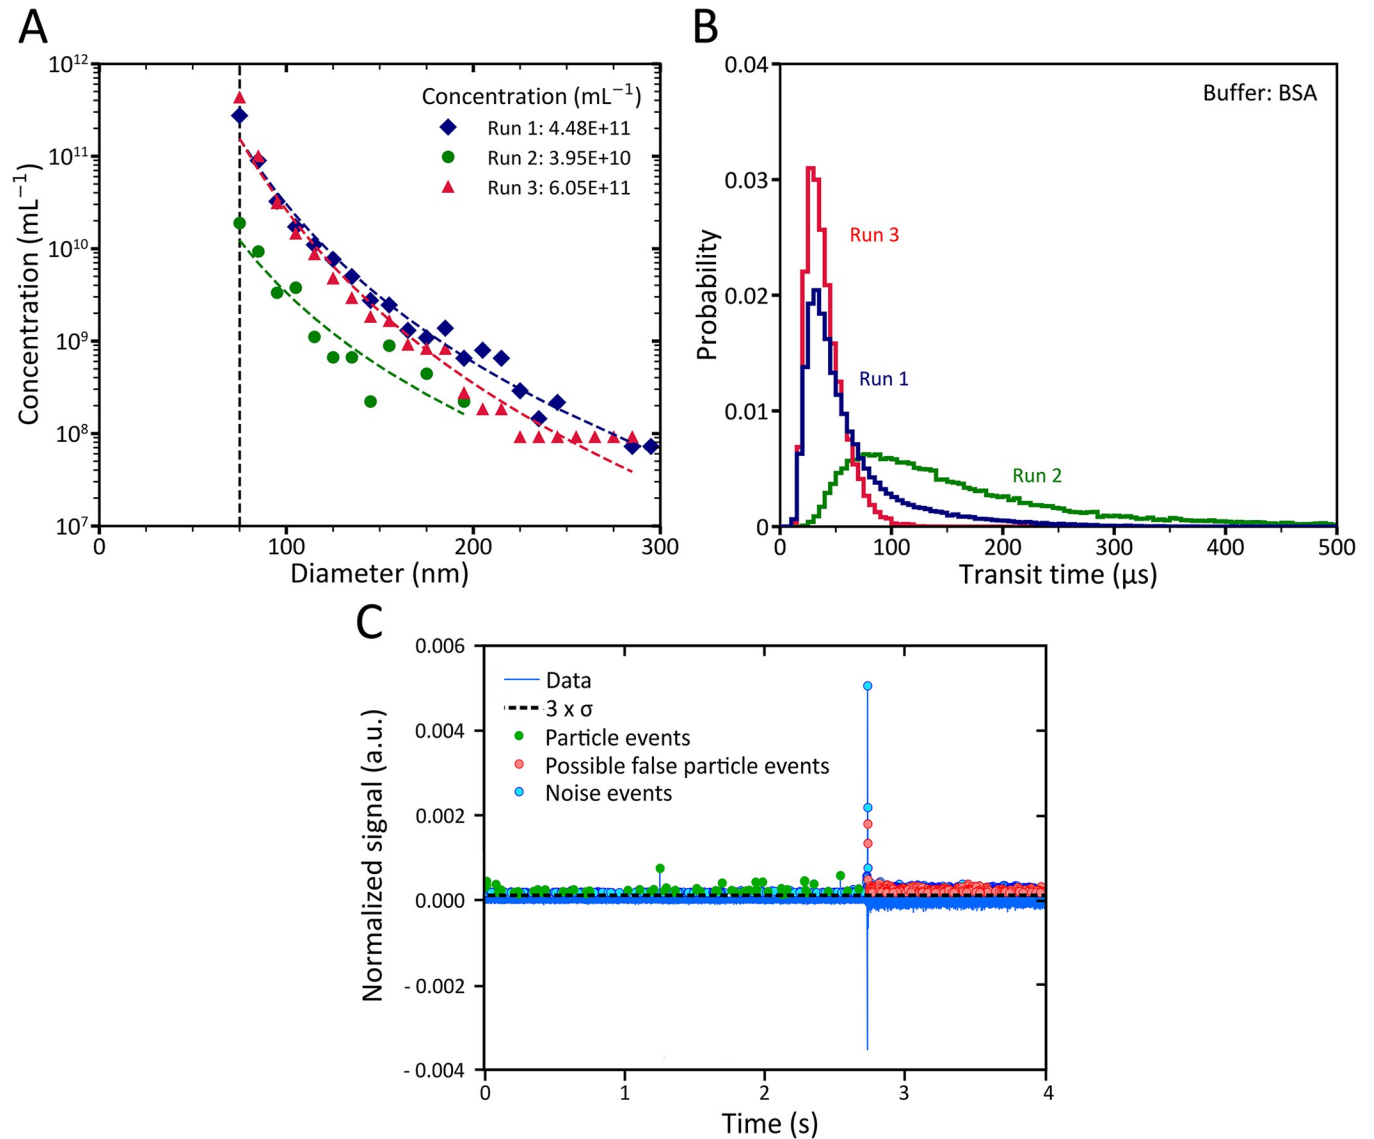 A
10¹²
10¹¹
10¹⁰
10⁹
10⁸
10⁷
Concentration (mL⁻¹)
Concentration (mL⁻¹)
Run 1: 4.48E+11
Run 2: 3.95E+10
Run 3: 6.05E+11
0 100 200 300
Diameter (nm)
B
0.04
0.03
0.02
0.01
0
Probability
Buffer: BSA
Run 3
Run 1
Run 2
0 100 200 300 400 500
Transit time (µs)
C
0.006
0.004
0.002
0.000
- 0.002
- 0.004
Normalized signal (a.u.)
Data
3 x σ
Particle events
Possible false particle events
Noise events
0 1 2 3 4
Time (s)